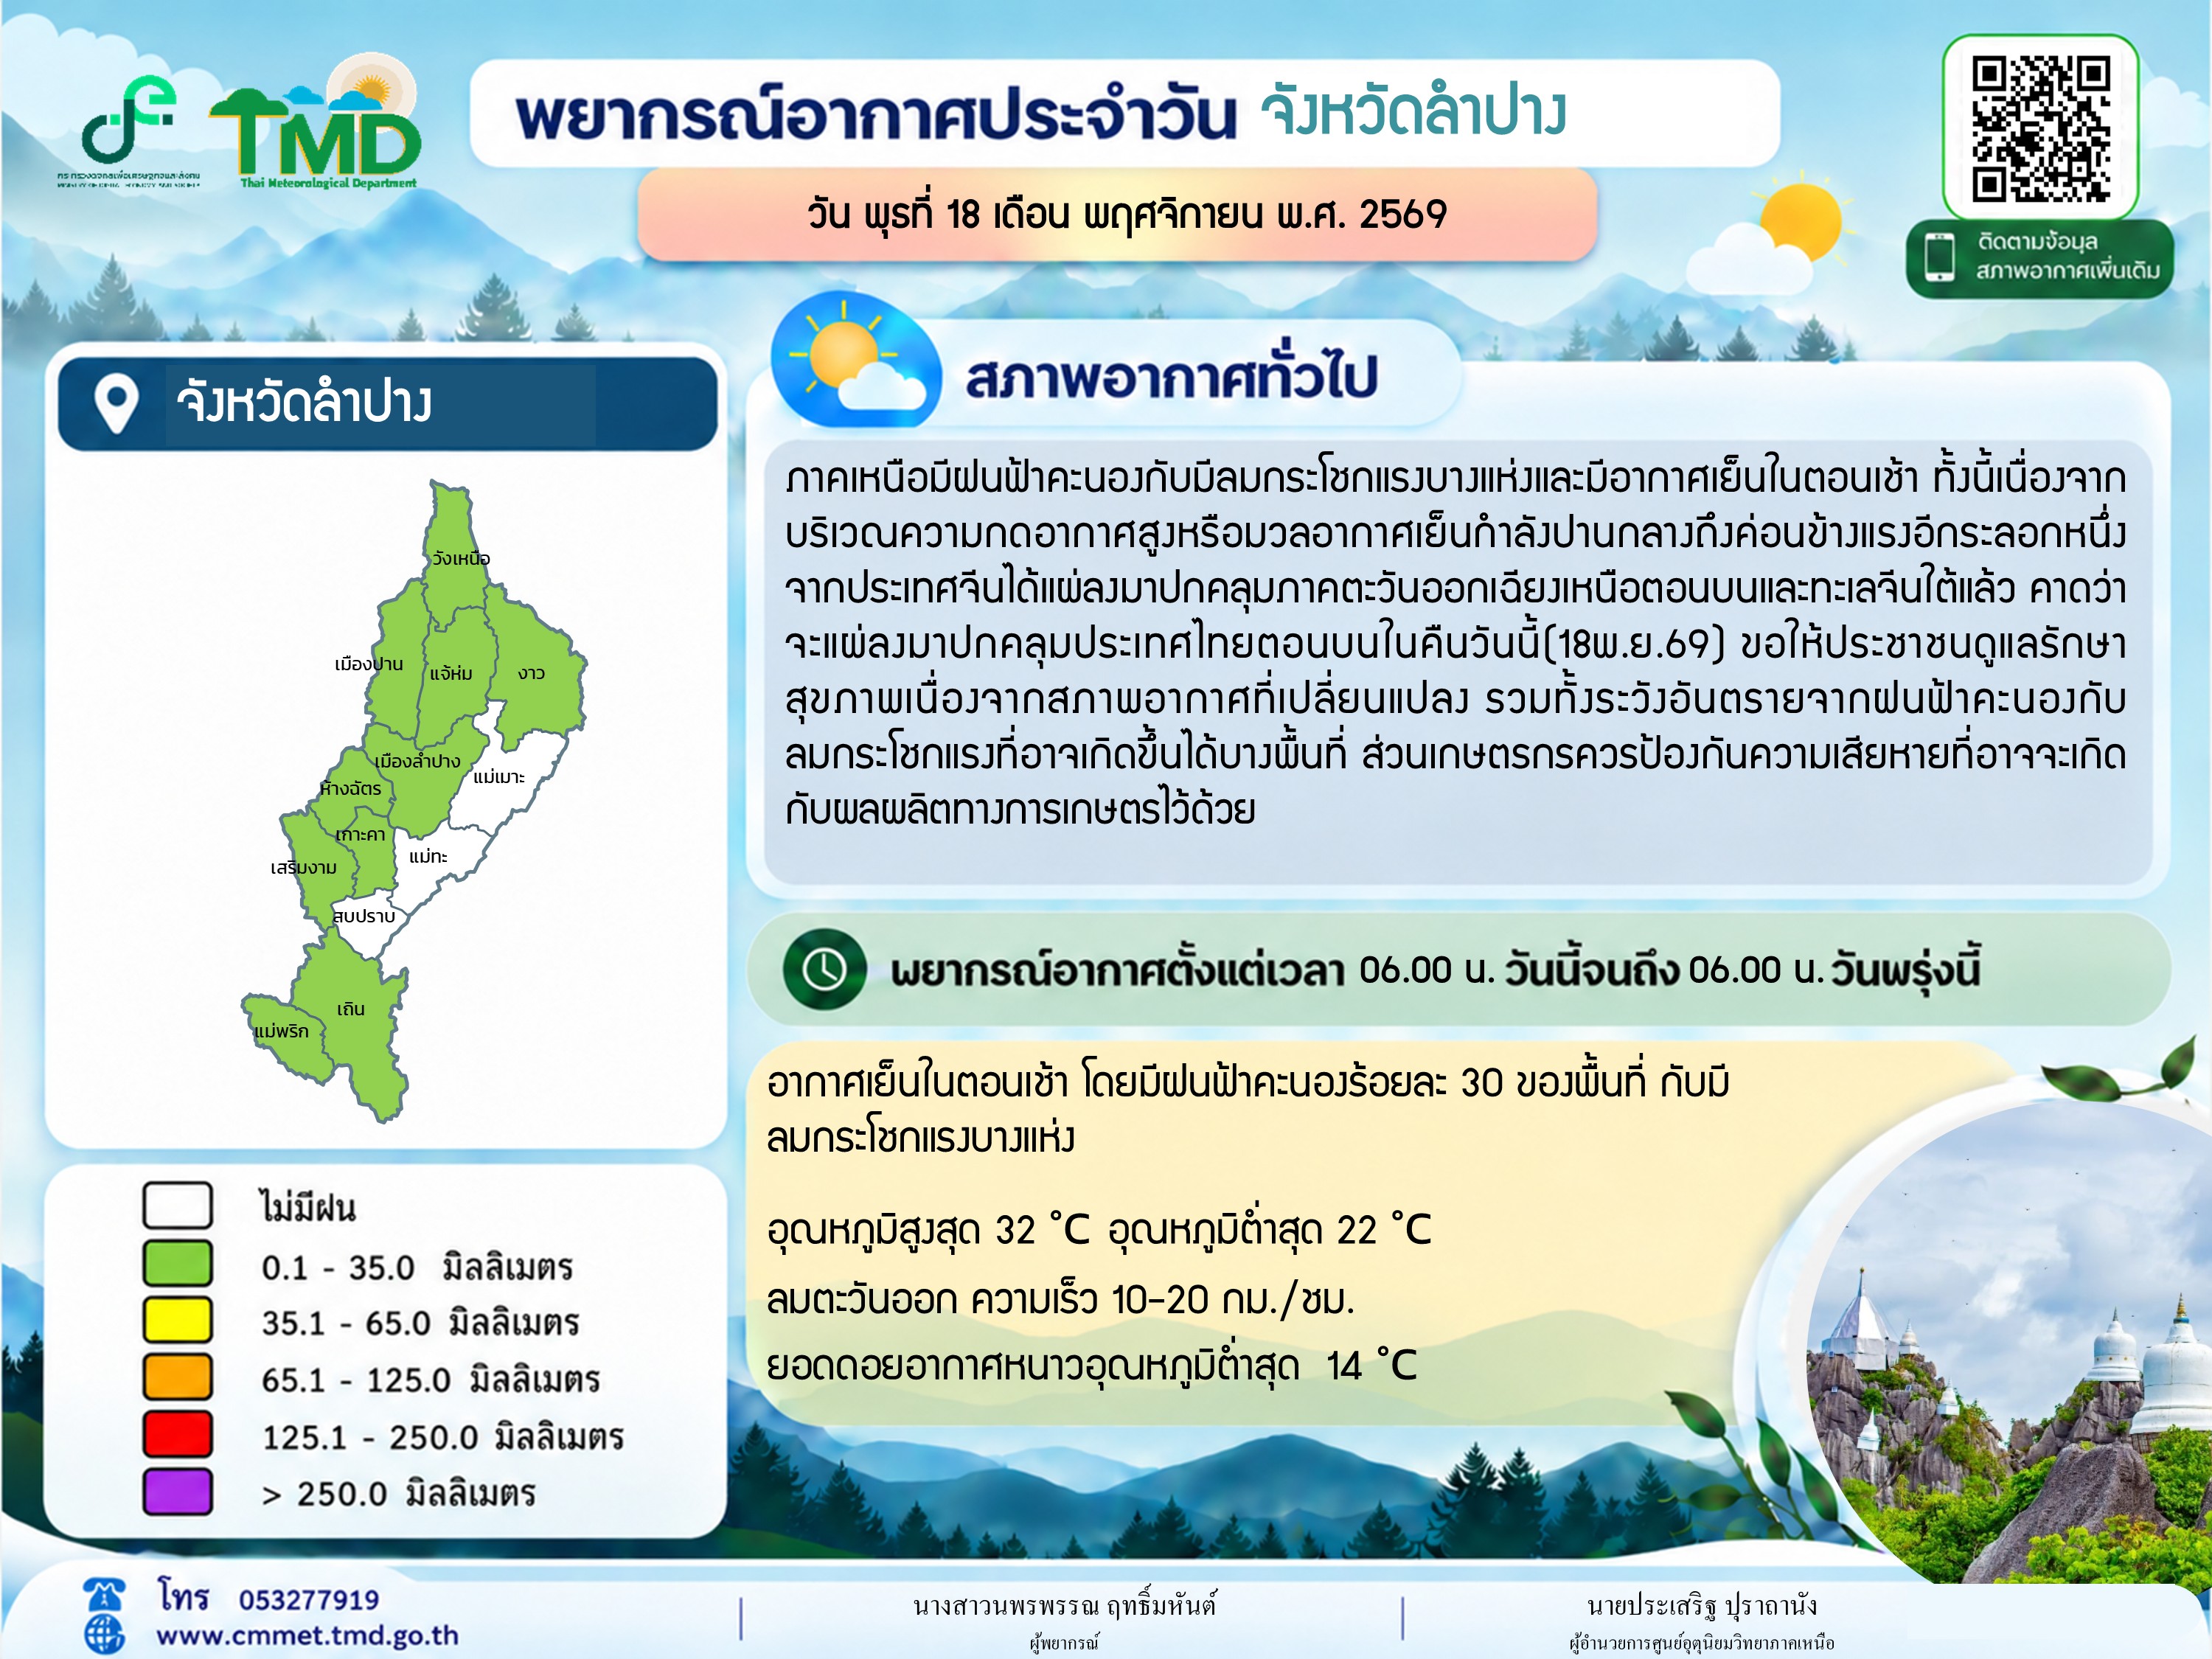 พยากรณ์อากาศประจำวัน จังหวัดลำปาง
TMD
Thai Meteorological Department
วัน พุธที่ 18 เดือน พฤศจิกายน พ.ศ. 2569
ติดตามข้อมูล
สภาพอากาศเพิ่มเติม
จังหวัดลำปาง
วังเหนือ
เมืองปาน
แจ้ห่ม
งาว
เมืองลำปาง
แม่เมาะ
ห้างฉัตร
เกาะคา
แม่ทะ
เสริมงาม
สบปราบ
เถิน
แม่พริก
ไม่มีฝน
0.1 - 35.0 มิลลิเมตร
35.1 - 65.0 มิลลิเมตร
65.1 - 125.0 มิลลิเมตร
125.1 - 250.0 มิลลิเมตร
> 250.0 มิลลิเมตร
สภาพอากาศทั่วไป
ภาคเหนือมีฝนฟ้าคะนองกับมีลมกระโชกแรงบางแห่งและมีอากาศเย็นในตอนเช้า ทั้งนี้เนื่องจาก
บริเวณความกดอากาศสูงหรือมวลอากาศเย็นกำลังปานกลางถึงค่อนข้างแรงอีกระลอกหนึ่ง
จากประเทศจีนได้แผ่ลงมาปกคลุมภาคตะวันออกเฉียงเหนือตอนบนและทะเลจีนใต้แล้ว คาดว่า
จะแผ่ลงมาปกคลุมประเทศไทยตอนบนในคืนวันนี้(18พ.ย.69) ขอให้ประชาชนดูแลรักษา
สุขภาพเนื่องจากสภาพอากาศที่เปลี่ยนแปลง รวมทั้งระวังอันตรายจากฝนฟ้าคะนองกับ
ลมกระโชกแรงที่อาจเกิดขึ้นได้บางพื้นที่ ส่วนเกษตรกรควรป้องกันความเสียหายที่อาจจะเกิด
กับผลผลิตทางการเกษตรไว้ด้วย
พยากรณ์อากาศตั้งแต่เวลา 06.00 น. วันนี้จนถึง 06.00 น. วันพรุ่งนี้
อากาศเย็นในตอนเช้า โดยมีฝนฟ้าคะนองร้อยละ 30 ของพื้นที่ กับมี
ลมกระโชกแรงบางแห่ง
อุณหภูมิสูงสุด 32 °C อุณหภูมิต่ำสุด 22 °C
ลมตะวันออก ความเร็ว 10-20 กม./ชม.
ยอดดอยอากาศหนาวอุณหภูมิต่ำสุด 14 °C
โทร 053277919
www.cmmet.tmd.go.th
นางสาวนพรพรรณ ฤทธิ์มหันต์
ผู้พยากรณ์
นายประเสริฐ ปุราถานัง
ผู้อำนวยการศูนย์อุตุนิยมวิทยาภาคเหนือ